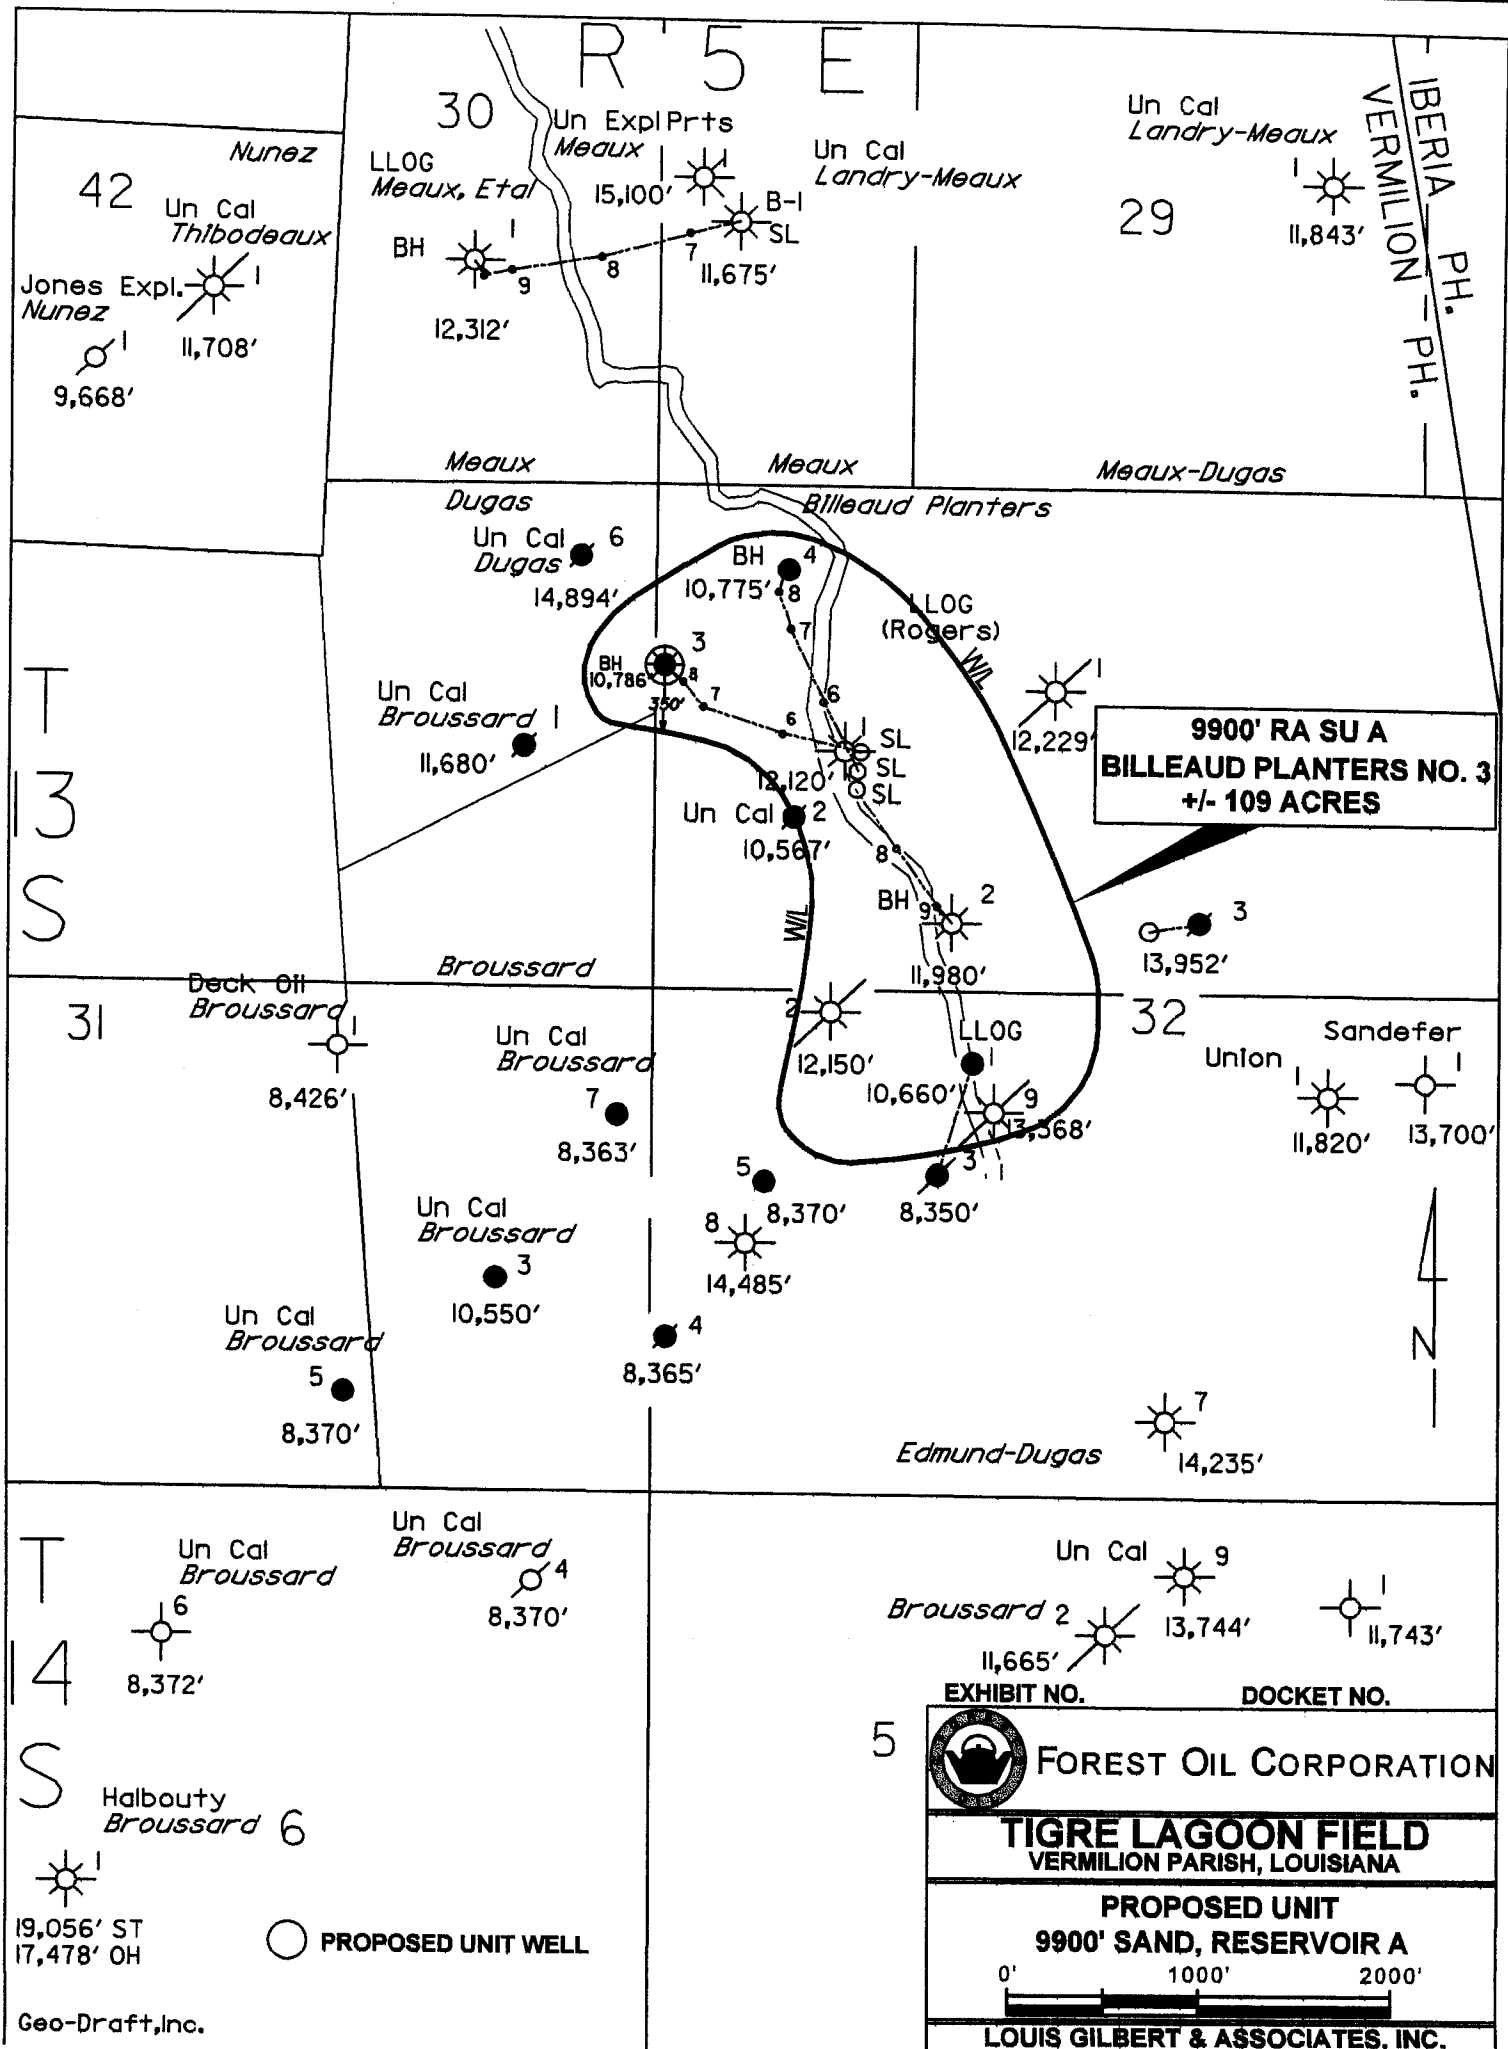 R 5 E
30
Un Expl Prts
Meaux
15,100'
1
Un Cal
Landry-Meaux
Un Cal
Landry-Meaux
1
11,843'
29
IBERIA PH.
VERMILION PH.
Nunez
42
Un Cal
Thibodeaux
1
11,708'
Jones Expl.
Nunez
1
9,668'
LLOG
Meaux, Etal
BH
1
12,312'
9
8
7
B-1
SL
11,675'
Meaux
Meaux
Meaux-Dugas
Dugas
Billeaud Planters
Un Cal
Dugas
6
14,894'
BH
4
10,775'
8
7
6
LLOG
(Rogers)
W/L
1
12,229'
3
BH
10,786'
8
7
6
350'
Un Cal
Broussard 1
11,680'
1
SL
SL
SL
12,120'
Un Cal
2
10,567'
8
9
BH
2
11,980'
W/L
9900' RA SU A
BILLEAUD PLANTERS NO. 3
+/- 109 ACRES
3
13,952'
T
13
S
Broussard
31
Deck Oil
Broussard
1
8,426'
Un Cal
Broussard
7
8,363'
2
12,150'
LLOG
1
10,660'
9
13,368'
32
Union
1
11,820'
Sandefer
1
13,700'
5
8,370'
3
8,350'
8
14,485'
Un Cal
Broussard
3
10,550'
4
8,365'
Un Cal
Broussard
5
8,370'
N
7
14,235'
Edmund-Dugas
T
14
S
Un Cal
Broussard
6
8,372'
Un Cal
Broussard
4
8,370'
Un Cal
9
13,744'
Broussard 2
11,665'
1
11,743'
5
Halbouty
Broussard
6
1
19,056' ST
17,478' OH
PROPOSED UNIT WELL
Geo-Draft,Inc.
EXHIBIT NO.
DOCKET NO.
FOREST OIL CORPORATION
TIGRE LAGOON FIELD
VERMILION PARISH, LOUISIANA
PROPOSED UNIT
9900' SAND, RESERVOIR A
0' 1000' 2000'
LOUIS GILBERT & ASSOCIATES, INC.